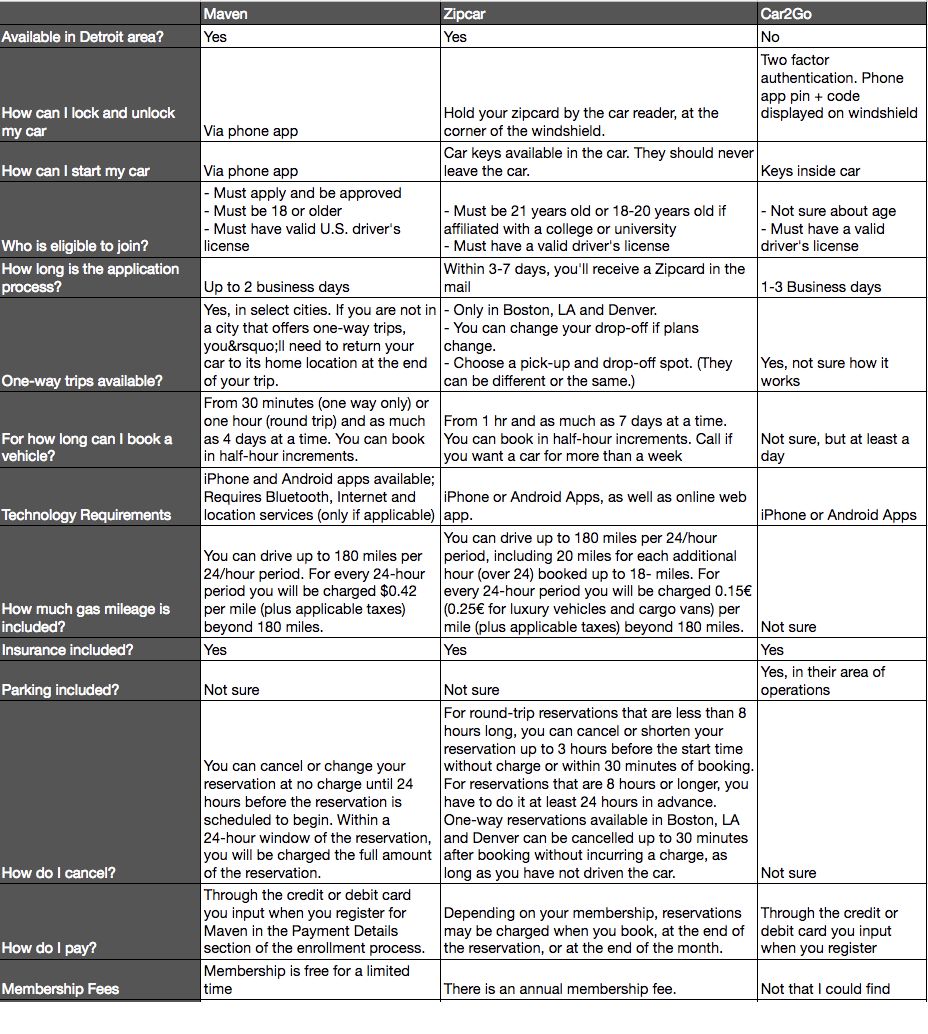 Maven Zipcar Car2Go
Available in Detroit area? Yes Yes No
How can I lock and unlock
my car
Via phone app
Hold your zipcard by the car reader, at the
corner of the windshield.
Two factor
authentication. Phone
app pin + code
displayed on windshield
How can I start my car
Via phone app
Car keys available in the car. They should never
leave the car.
Keys inside car
Who is eligible to join?
- Must apply and be approved
- Must be 18 or older
- Must have valid U.S. driver's
license
- Must be 21 years old or 18-20 years old if
affiliated with a college or university
- Must have a valid driver's license
- Not sure about age
- Must have a valid
driver's license
How long is the application
process?
Up to 2 business days
Within 3-7 days, you'll receive a Zipcard in the
mail
1-3 Business days
One-way trips available?
Yes, in select cities. If you are not in
a city that offers one-way trips,
you&rsquo;ll need to return your
car to its home location at the end
of your trip.
- Only in Boston, LA and Denver.
- You can change your drop-off if plans
change.
- Choose a pick-up and drop-off spot. (They
can be different or the same.)
Yes, not sure how it
works
For how long can I book a
vehicle?
From 30 minutes (one way only) or
one hour (round trip) and as much
as 4 days at a time. You can book
in half-hour increments.
From 1 hr and as much as 7 days at a time.
You can book in half-hour increments. Call if
you want a car for more than a week
Not sure, but at least a
day
Technology Requirements
iPhone and Android apps available;
Requires Bluetooth, Internet and
location services (only if applicable)
iPhone or Android Apps, as well as online web
app.
iPhone or Android Apps
How much gas mileage is
included?
You can drive up to 180 miles per
24/hour period. For every 24-hour
period you will be charged $0.42
per mile (plus applicable taxes)
beyond 180 miles.
You can drive up to 180 miles per 24/hour
period, including 20 miles for each additional
hour (over 24) booked up to 18- miles. For
every 24-hour period you will be charged 0.15€
(0.25€ for luxury vehicles and cargo vans) per
mile (plus applicable taxes) beyond 180 miles.
Not sure
Insurance included? Yes Yes Yes
Parking included?
Not sure
Not sure
Yes, in their area of
operations
How do I cancel?
You can cancel or change your
reservation at no charge until 24
hours before the reservation is
scheduled to begin. Within a
24-hour window of the reservation,
you will be charged the full amount
of the reservation.
For round-trip reservations that are less than 8
hours long, you can cancel or shorten your
reservation up to 3 hours before the start time
without charge or within 30 minutes of booking.
For reservations that are 8 hours or longer, you
have to do it at least 24 hours in advance.
One-way reservations available in Boston, LA
and Denver can be cancelled up to 30 minutes
after booking without incurring a charge, as
long as you have not driven the car.
Not sure
How do I pay?
Through the credit or debit card
you input when you register for
Maven in the Payment Details
section of the enrollment process.
Depending on your membership, reservations
may be charged when you book, at the end of
the reservation, or at the end of the month.
Through the credit or
debit card you input
when you register
Membership Fees
Membership is free for a limited
time
There is an annual membership fee.
Not that I could find